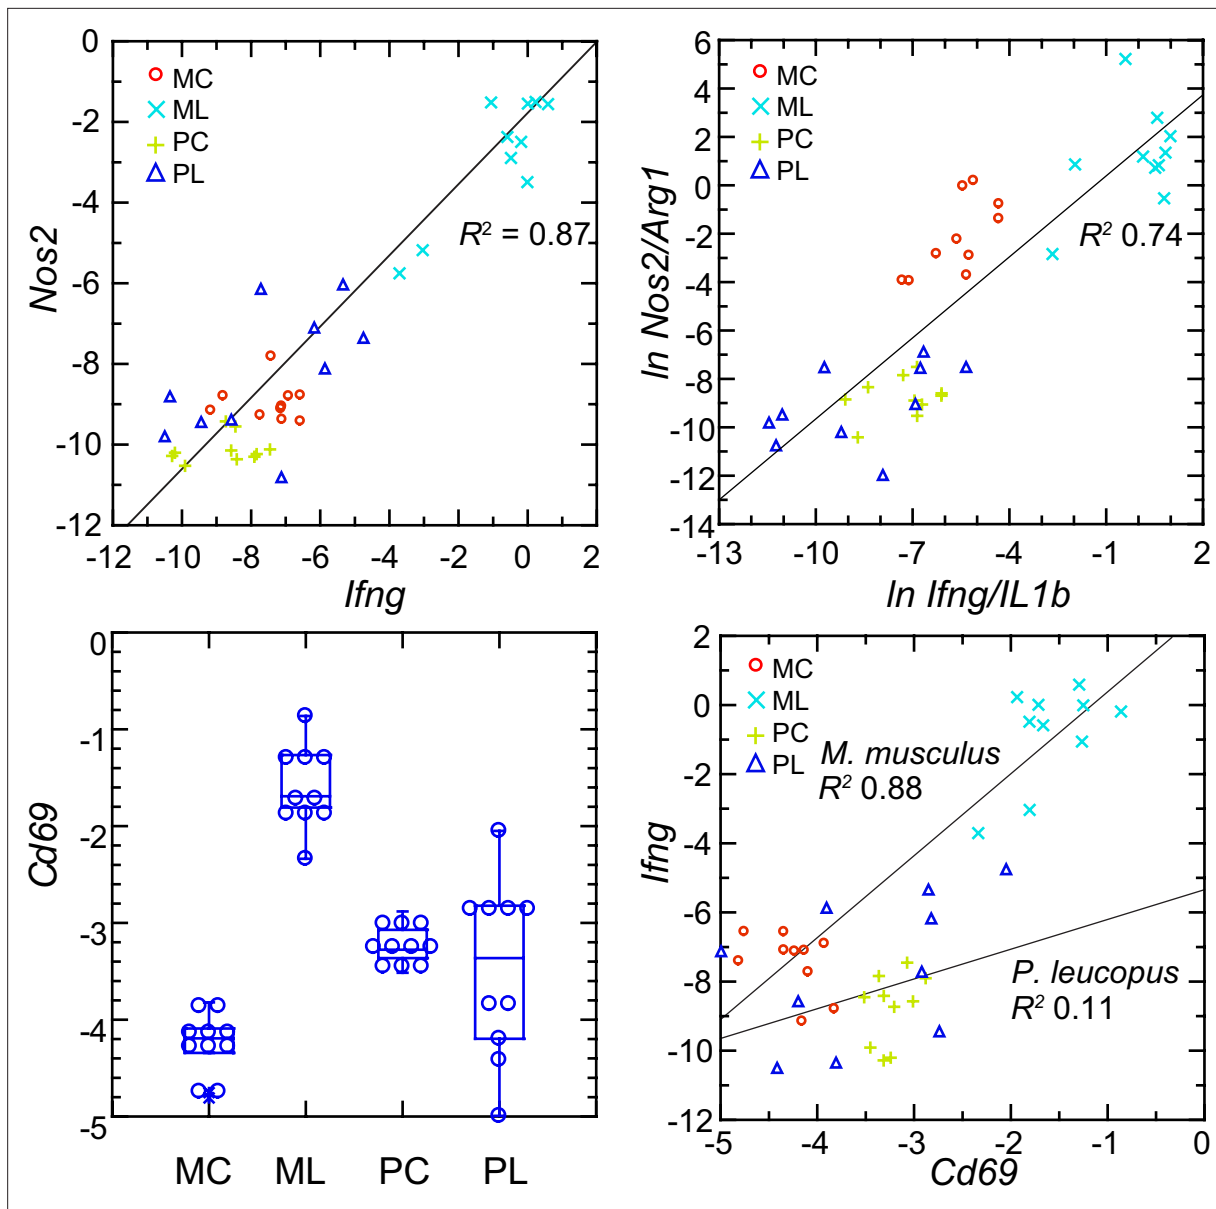 0
-2
-4
-6
-8
-10
-12
-12 -10 -8 -6 -4 -2 0 2
Nos2
Ifng
MC
ML
PC
PL
R² = 0.87
6
4
2
0
-2
-4
-6
-8
-10
-12
-14
-13 -10 -7 -4 -1 2
ln Nos2/Arg1
ln Ifng/IL1b
MC
ML
PC
PL
R² 0.74
0
-1
-2
-3
-4
-5
Cd69
MC ML PC PL
2
0
-2
-4
-6
-8
-10
-12
-5 -4 -3 -2 -1 0
Ifng
Cd69
MC
ML
PC
PL
M. musculus
R² 0.88
P. leucopus
R² 0.11